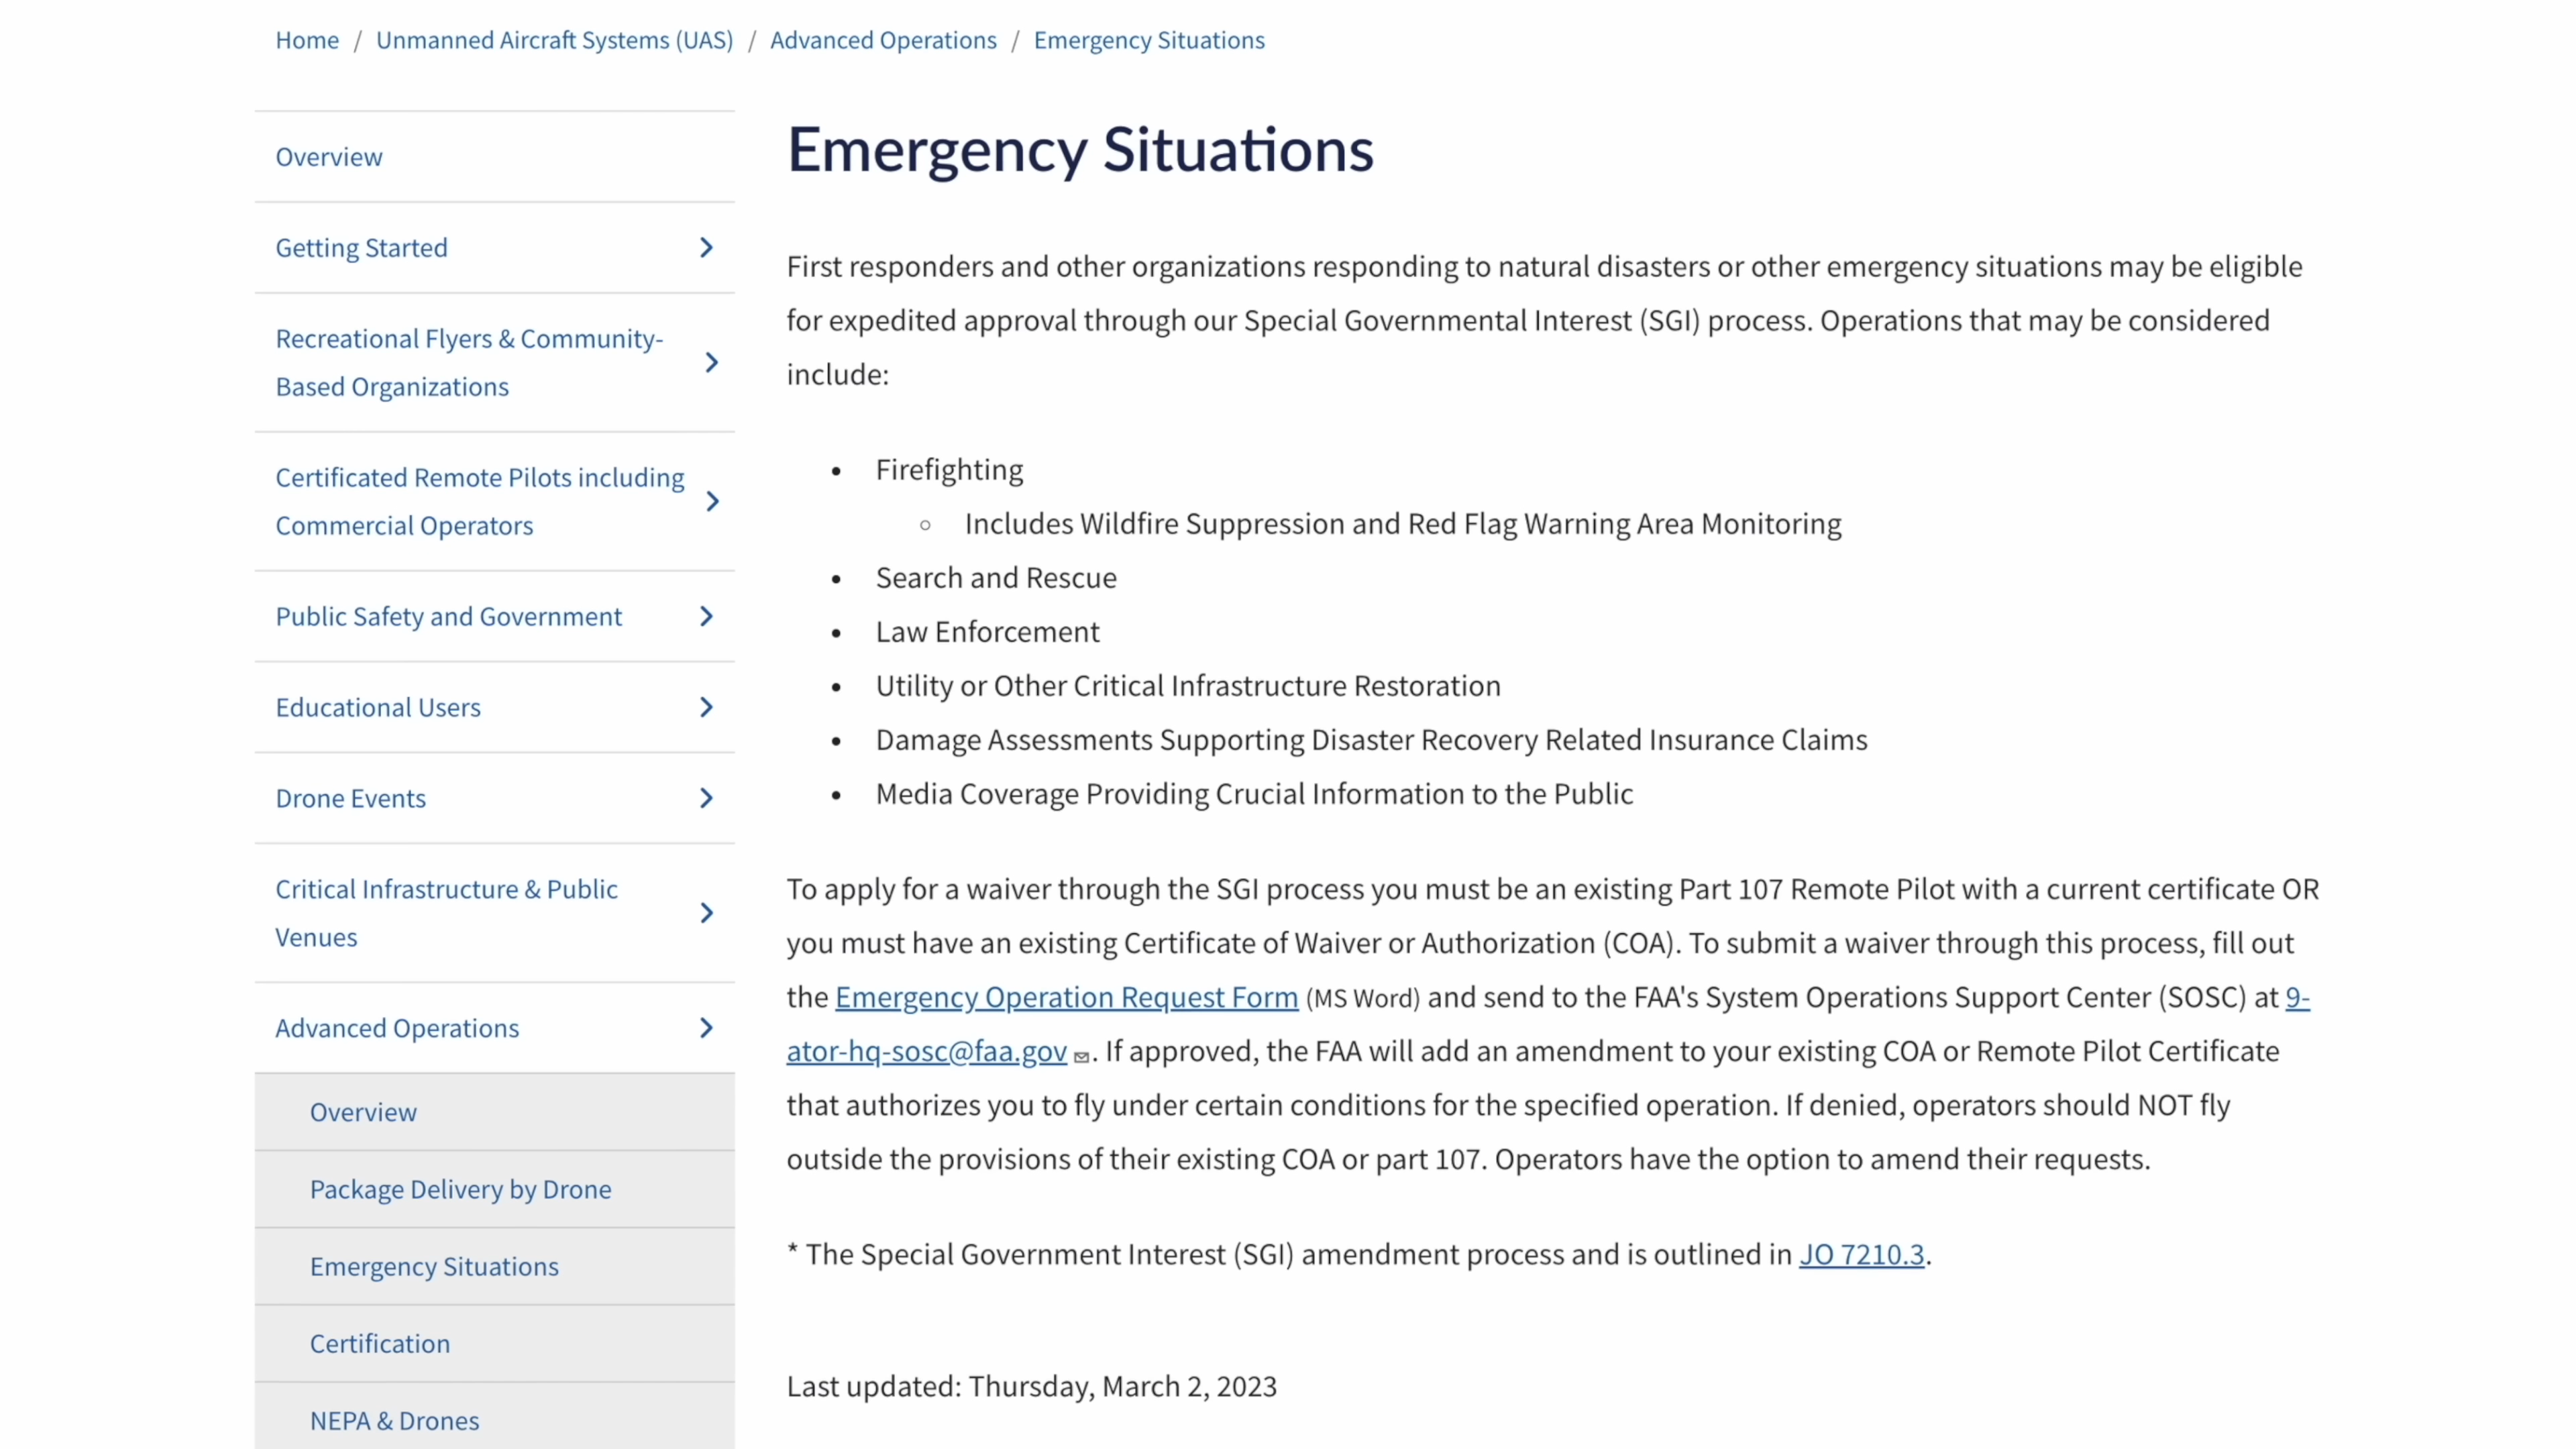 Home / Unmanned Aircraft Systems (UAS) / Advanced Operations / Emergency Situations
Overview
Getting Started
Recreational Flyers & Community-
Based Organizations
Certificated Remote Pilots including
Commercial Operators
Public Safety and Government
Educational Users
Drone Events
Critical Infrastructure & Public
Venues
Advanced Operations
Overview
Package Delivery by Drone
Emergency Situations
Certification
NEPA & Drones
Emergency Situations
First responders and other organizations responding to natural disasters or other emergency situations may be eligible
for expedited approval through our Special Governmental Interest (SGI) process. Operations that may be considered
include:
• Firefighting
◦ Includes Wildfire Suppression and Red Flag Warning Area Monitoring
• Search and Rescue
• Law Enforcement
• Utility or Other Critical Infrastructure Restoration
• Damage Assessments Supporting Disaster Recovery Related Insurance Claims
• Media Coverage Providing Crucial Information to the Public
To apply for a waiver through the SGI process you must be an existing Part 107 Remote Pilot with a current certificate OR
you must have an existing Certificate of Waiver or Authorization (COA). To submit a waiver through this process, fill out
the Emergency Operation Request Form (MS Word) and send to the FAA's System Operations Support Center (SOSC) at 9-
ator-hq-sosc@faa.gov. If approved, the FAA will add an amendment to your existing COA or Remote Pilot Certificate
that authorizes you to fly under certain conditions for the specified operation. If denied, operators should NOT fly
outside the provisions of their existing COA or part 107. Operators have the option to amend their requests.
* The Special Government Interest (SGI) amendment process and is outlined in JO 7210.3.
Last updated: Thursday, March 2, 2023